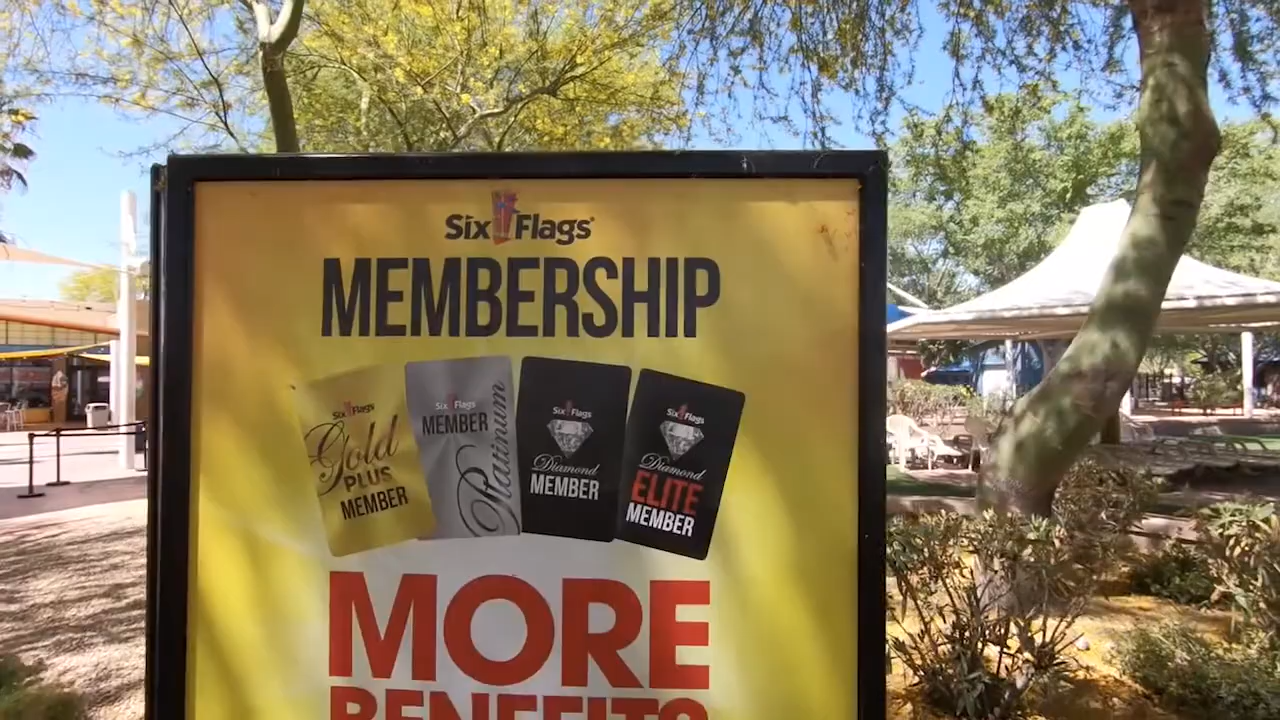 Six Flags
MEMBERSHIP
Six Flags
Gold
PLUS
MEMBER
Six Flags
MEMBER
Platinum
Six Flags
Diamond
MEMBER
Six Flags
Diamond
ELITE
MEMBER
MORE
BENEFITS